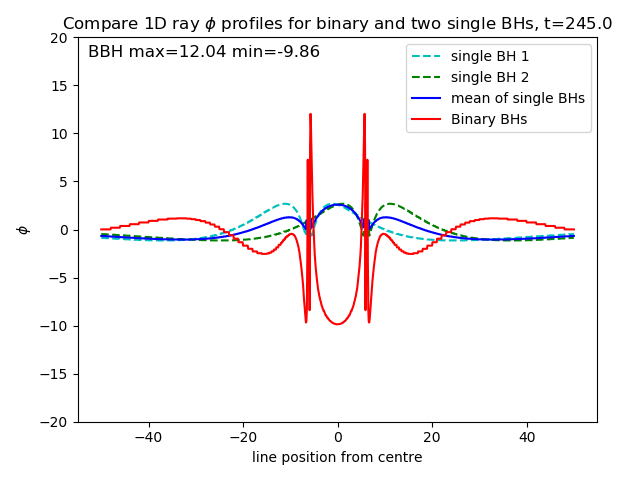 Compare 1D ray ϕ profiles for binary and two single BHs, t=245.0
BBH max=12.04 min=-9.86
single BH 1
single BH 2
mean of single BHs
Binary BHs
20
15
10
5
0
−5
−10
−15
−20
ϕ
−40
−20
0
20
40
line position from centre